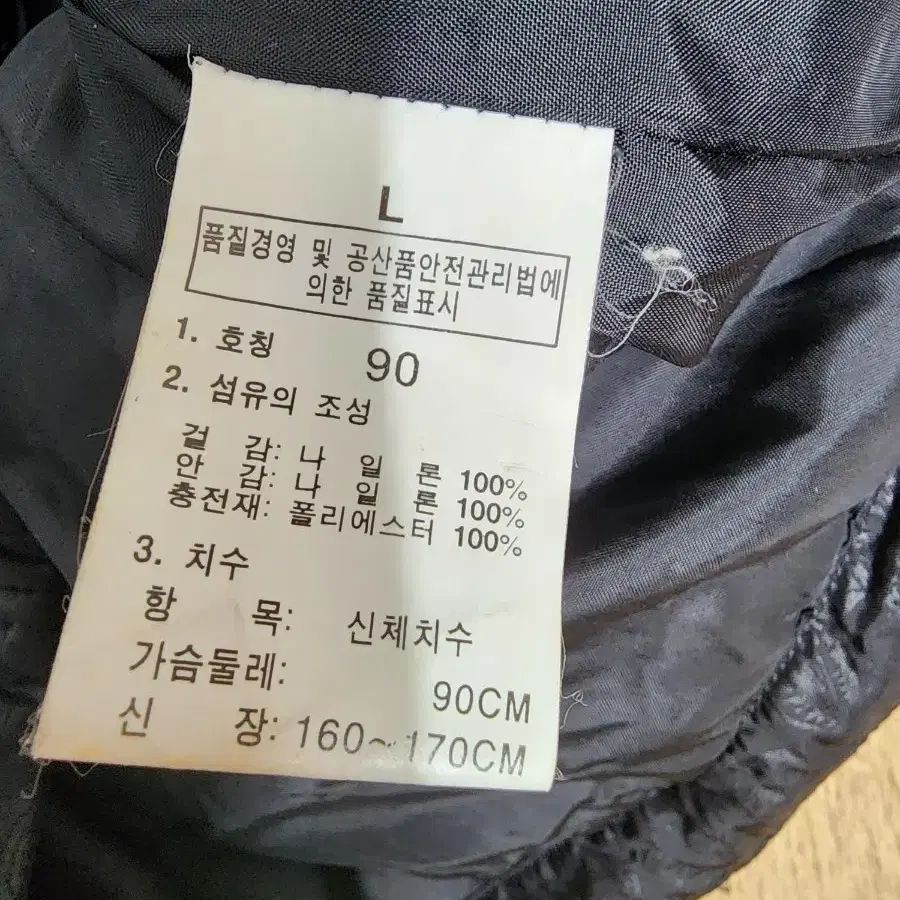 L
품질경영 및 공산품안전관리법에
의한 품질표시
1. 호칭 90
2. 섬유의 조성
겉 감: 나 일 론 100%
안 감: 나 일 론 100%
충전재: 폴리에스터 100%
3. 치수
항 목: 신체치수
가슴둘레: 90CM
신 장: 160~170CM